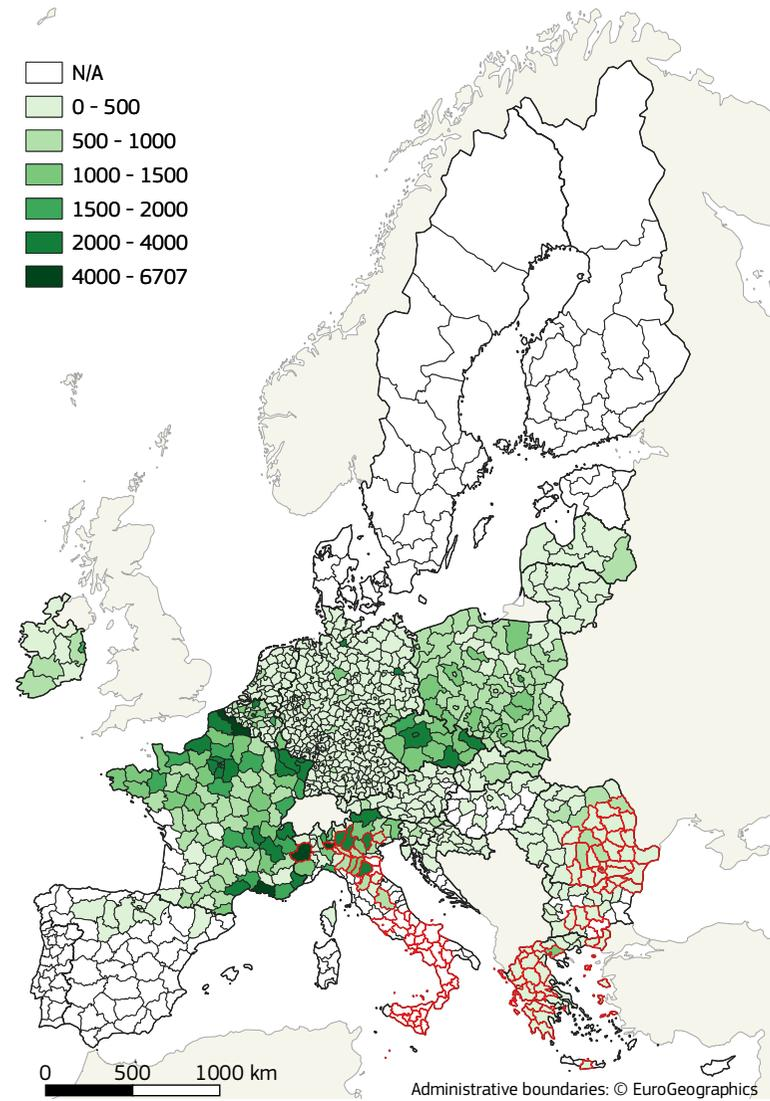 N/A
0 - 500
500 - 1000
1000 - 1500
1500 - 2000
2000 - 4000
4000 - 6707
0 500 1000 km
Administrative boundaries: © EuroGeographics